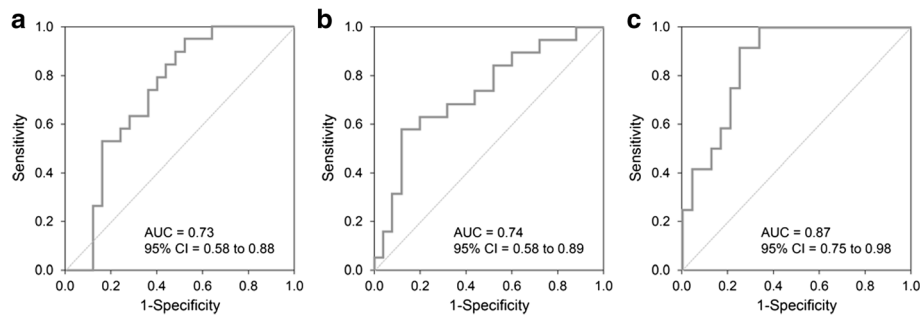 a
1.0
0.8
0.6
0.4
0.2
0.0
Sensitivity
AUC = 0.73
95% CI = 0.58 to 0.88
0.0 0.2 0.4 0.6 0.8 1.0
1-Specificity
b
1.0
0.8
0.6
0.4
0.2
0.0
Sensitivity
AUC = 0.74
95% CI = 0.58 to 0.89
0.0 0.2 0.4 0.6 0.8 1.0
1-Specificity
c
1.0
0.8
0.6
0.4
0.2
0.0
Sensitivity
AUC = 0.87
95% CI = 0.75 to 0.98
0.0 0.2 0.4 0.6 0.8 1.0
1-Specificity